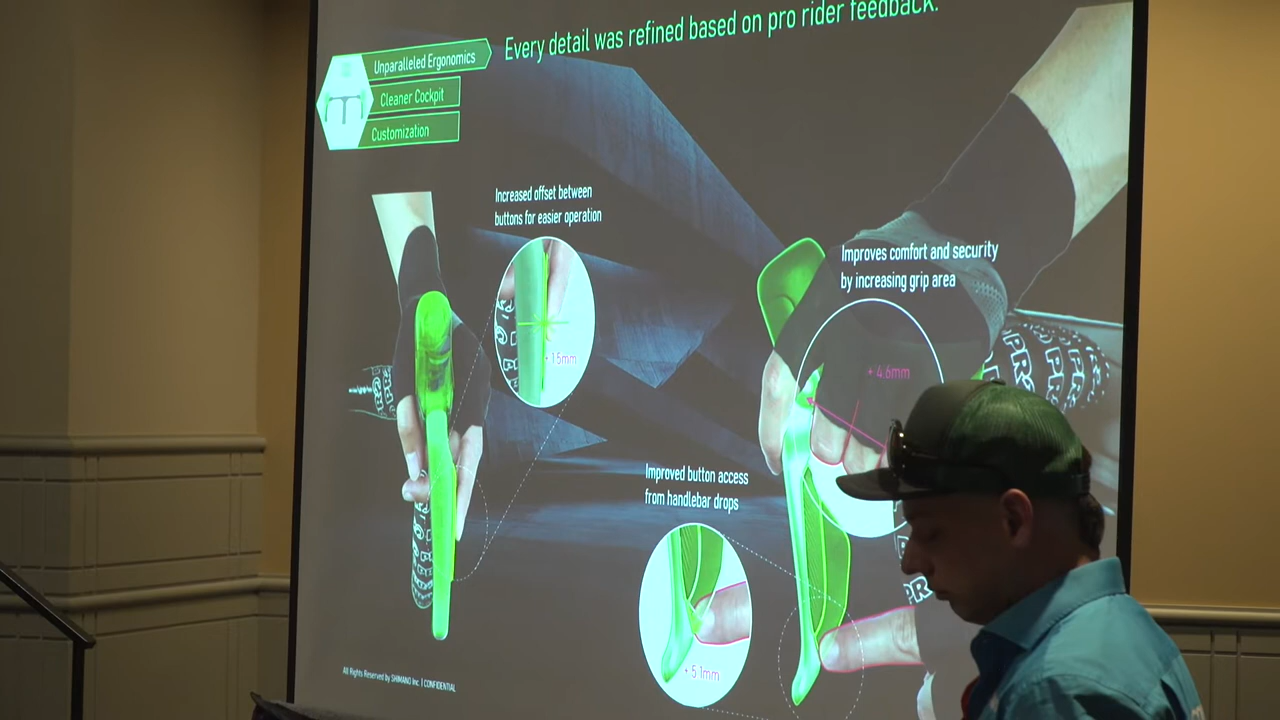 Every detail was refined based on pro rider feedback.
Unparalleled Ergonomics
Cleaner Cockpit
Customization
Increased offset between
buttons for easier operation
Improves comfort and security
by increasing grip area
+ 1.5mm
+ 4.6mm
PRO
Improved button access
from handlebar drops
+ 5.1mm
All Rights Reserved by SHIMANO Inc. | CONFIDENTIAL